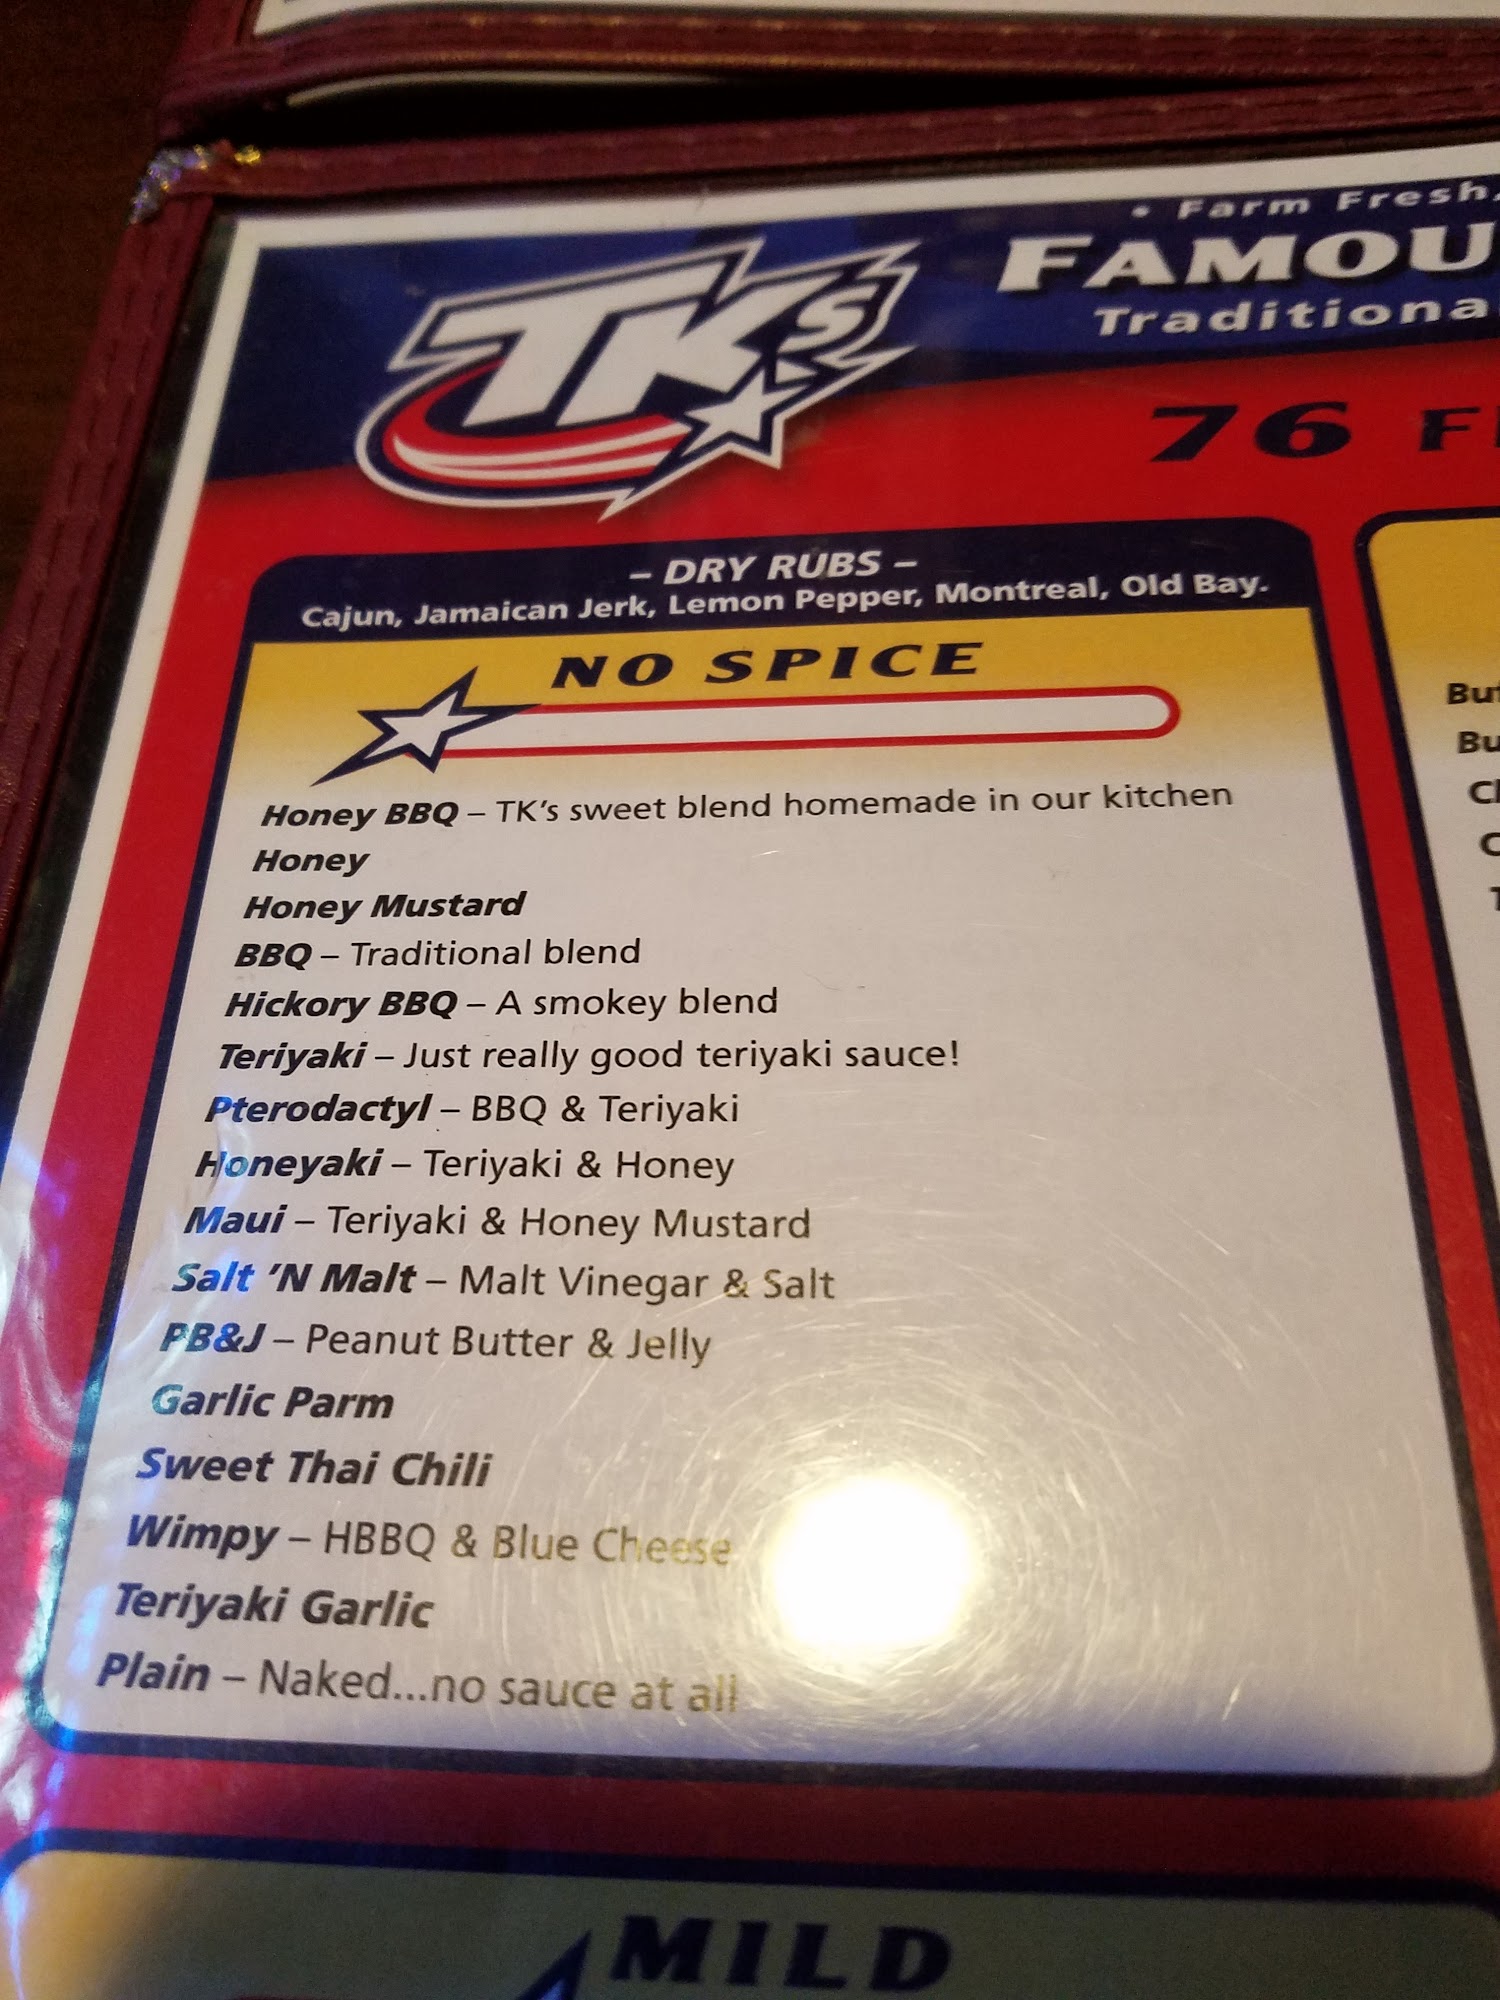 TK's
• Farm Fresh,
FAMOU
Traditiona
76 F
– DRY RUBS –
Cajun, Jamaican Jerk, Lemon Pepper, Montreal, Old Bay.
NO SPICE
Honey BBQ – TK's sweet blend homemade in our kitchen
Honey
Honey Mustard
BBQ – Traditional blend
Hickory BBQ – A smokey blend
Teriyaki – Just really good teriyaki sauce!
Pterodactyl – BBQ & Teriyaki
Honeyaki – Teriyaki & Honey
Maui – Teriyaki & Honey Mustard
Salt 'N Malt – Malt Vinegar & Salt
PB&J – Peanut Butter & Jelly
Garlic Parm
Sweet Thai Chili
Wimpy – HBBQ & Blue Cheese
Teriyaki Garlic
Plain – Naked...no sauce at all
MILD